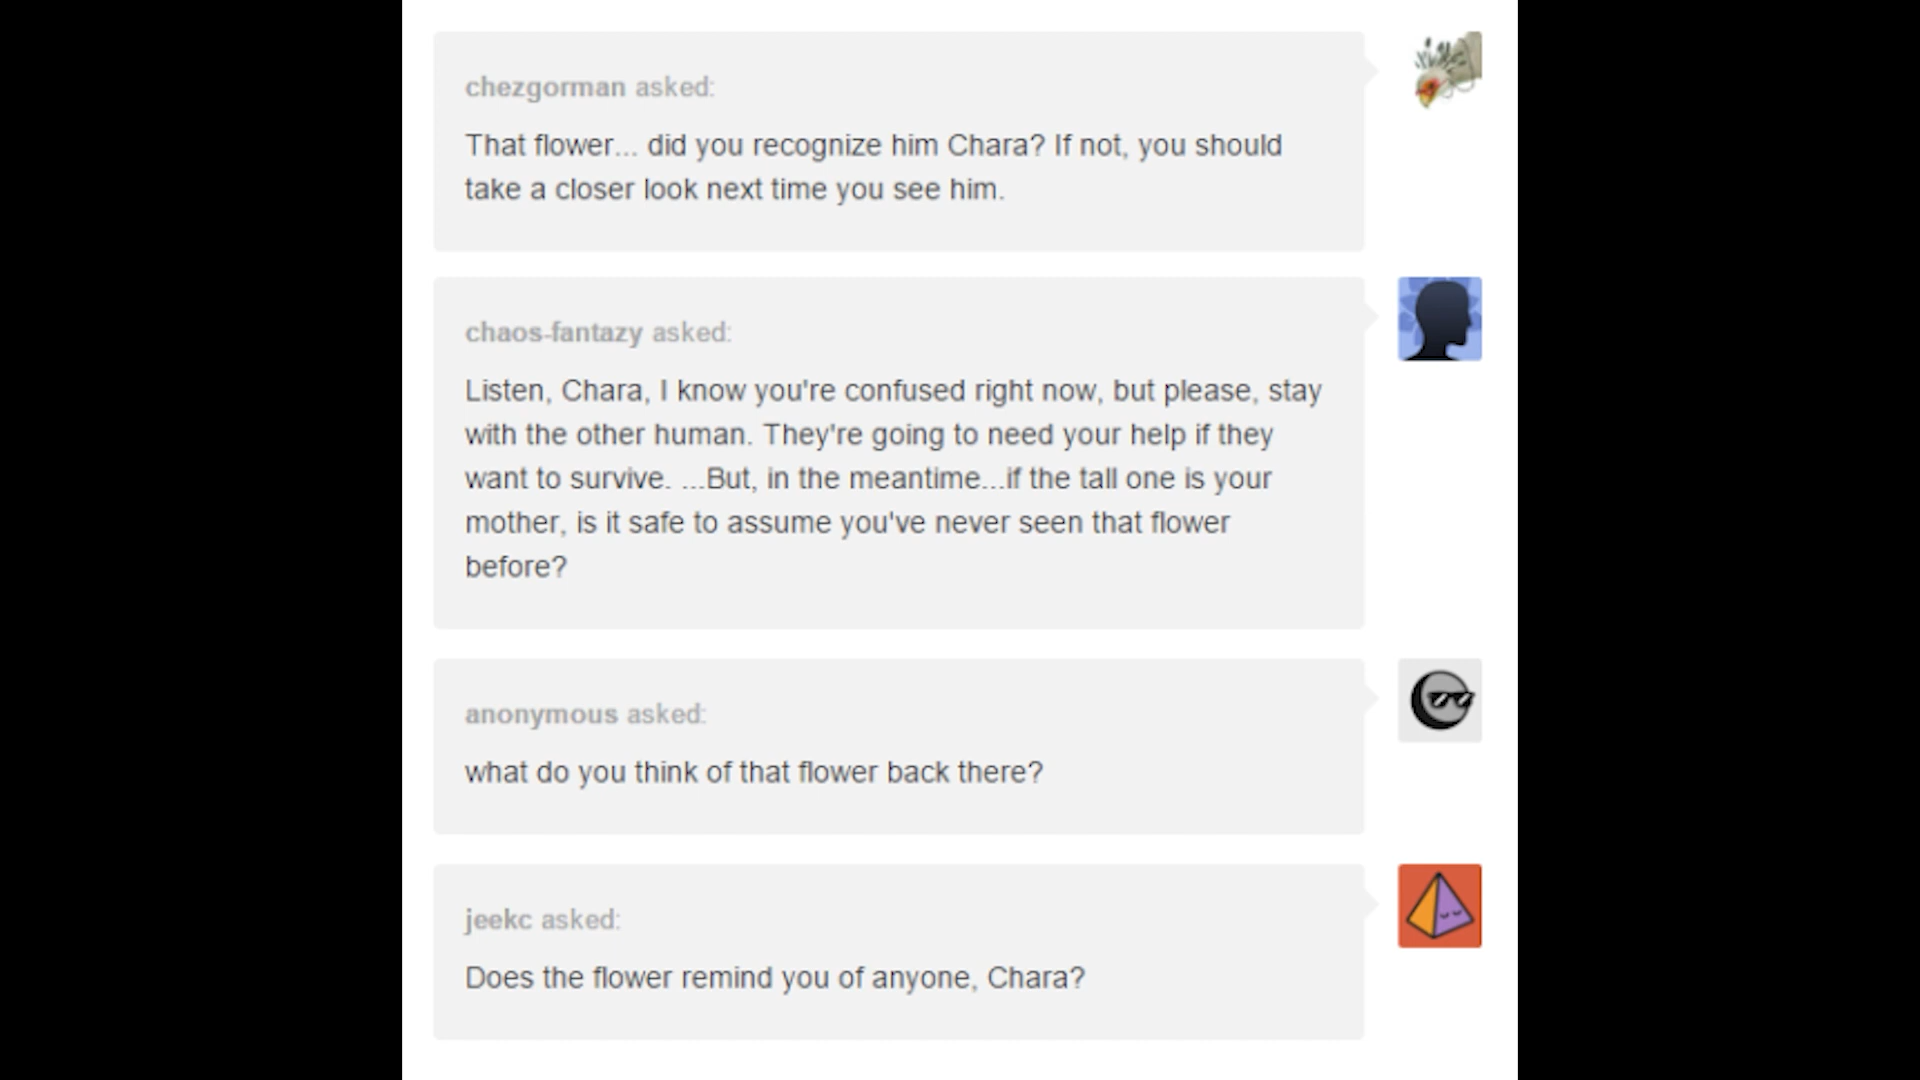 chezgorman asked:
That flower... did you recognize him Chara? If not, you should
take a closer look next time you see him.
chaos-fantazy asked:
Listen, Chara, I know you're confused right now, but please, stay
with the other human. They're going to need your help if they
want to survive. ...But, in the meantime...if the tall one is your
mother, is it safe to assume you've never seen that flower
before?
anonymous asked:
what do you think of that flower back there?
jeekc asked:
Does the flower remind you of anyone, Chara?